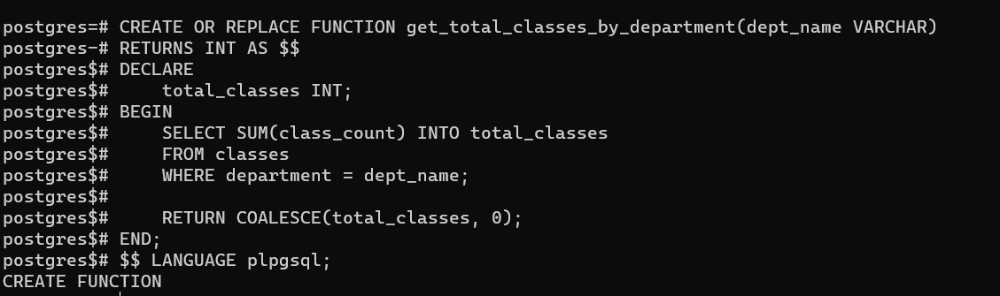 postgres=# CREATE OR REPLACE FUNCTION get_total_classes_by_department(dept_name VARCHAR)
postgres-# RETURNS INT AS $$
postgres$# DECLARE
postgres$#     total_classes INT;
postgres$# BEGIN
postgres$#     SELECT SUM(class_count) INTO total_classes
postgres$#     FROM classes
postgres$#     WHERE department = dept_name;
postgres$#
postgres$#     RETURN COALESCE(total_classes, 0);
postgres$# END;
postgres$# $$ LANGUAGE plpgsql;
CREATE FUNCTION